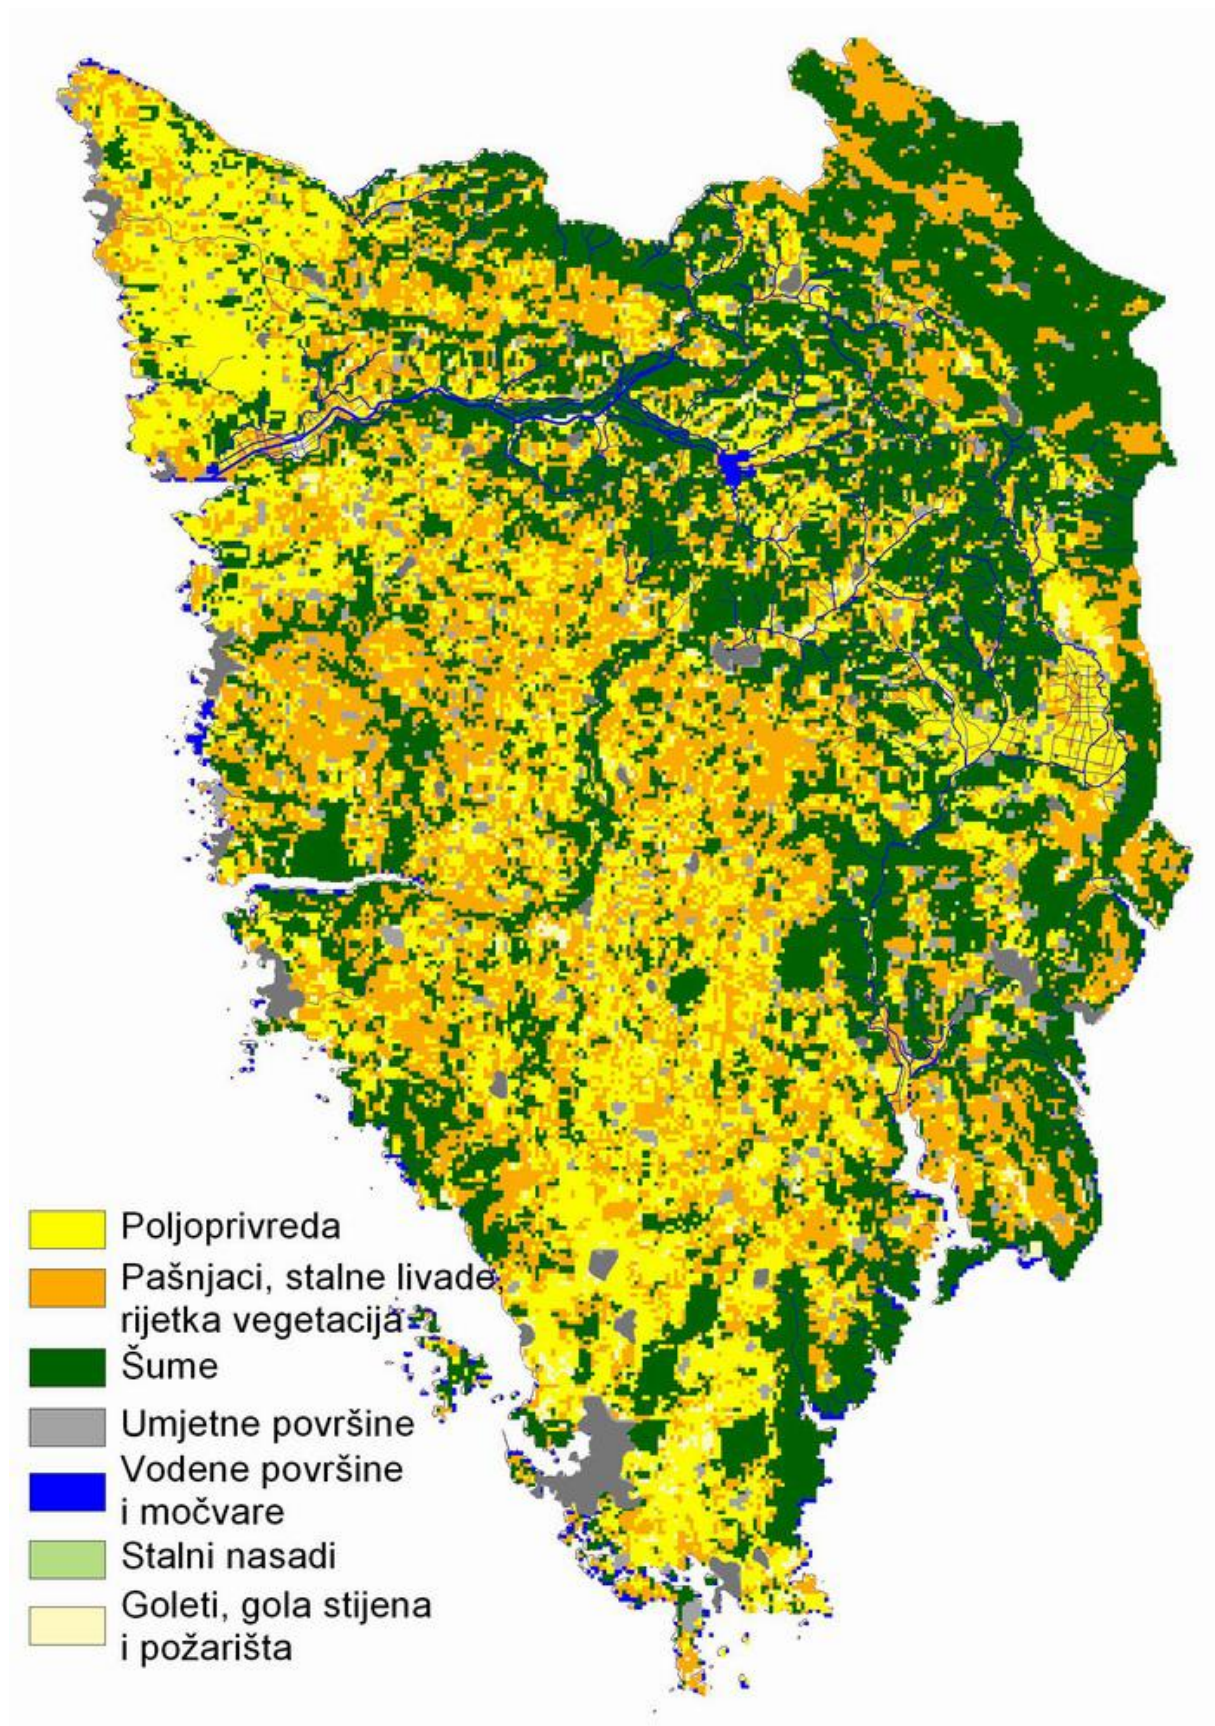 Poljoprivreda
Pašnjaci, stalne livade,
rijetka vegetacija
Šume
Umjetne površine
Vodene površine
i močvare
Stalni nasadi
Goleti, gola stijena
i požarišta